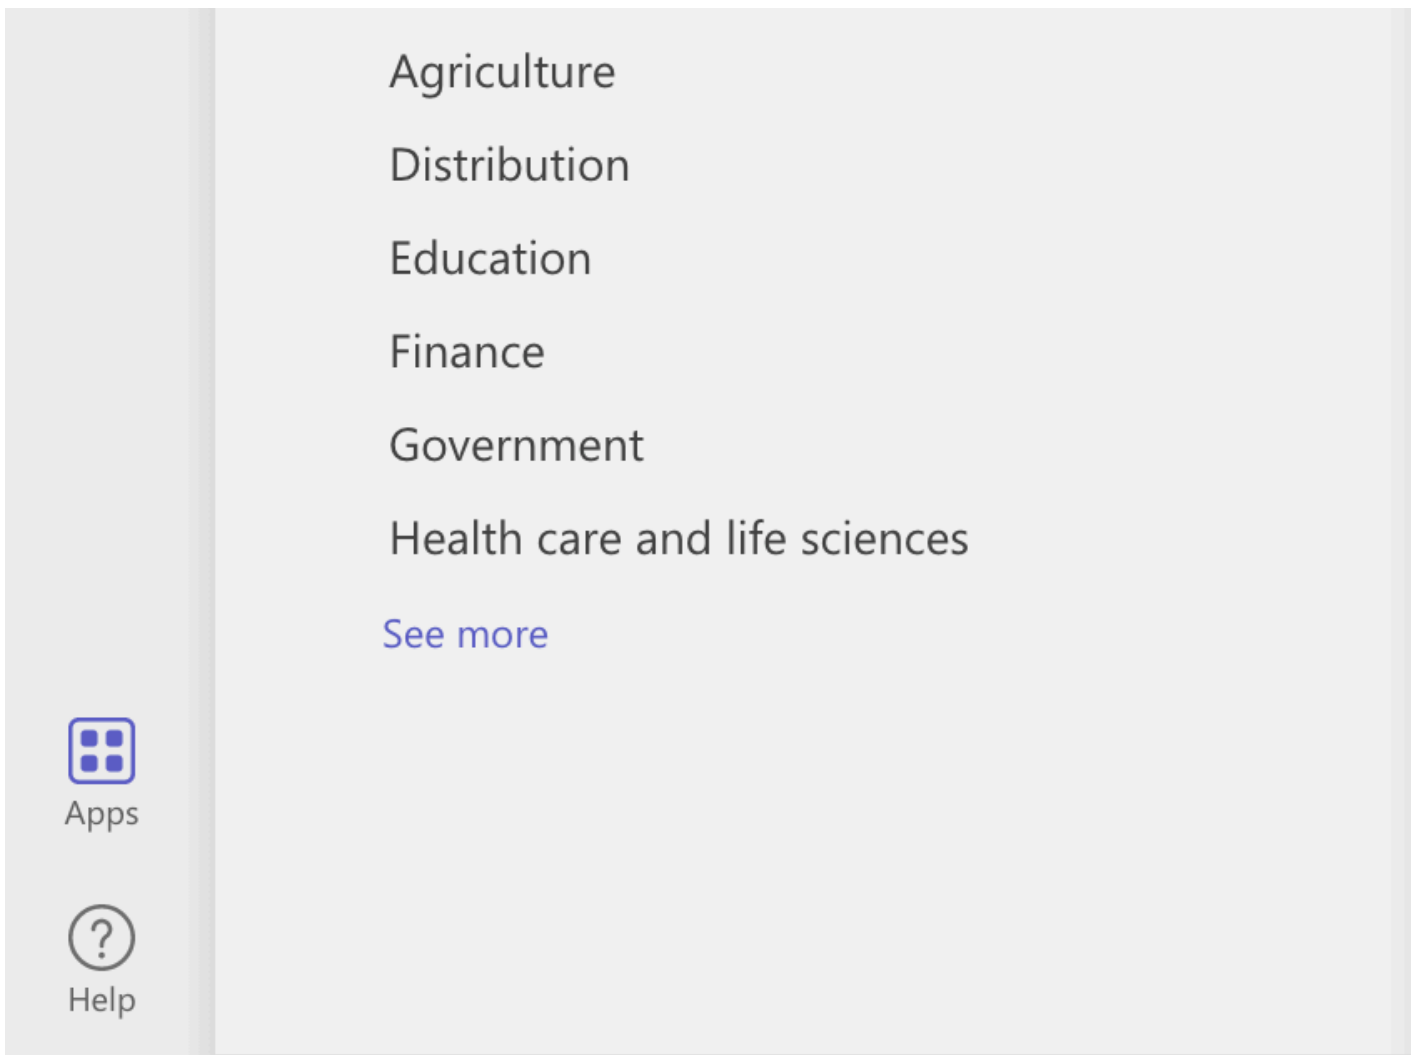 Agriculture
Distribution
Education
Finance
Government
Health care and life sciences
See more
Apps
Help